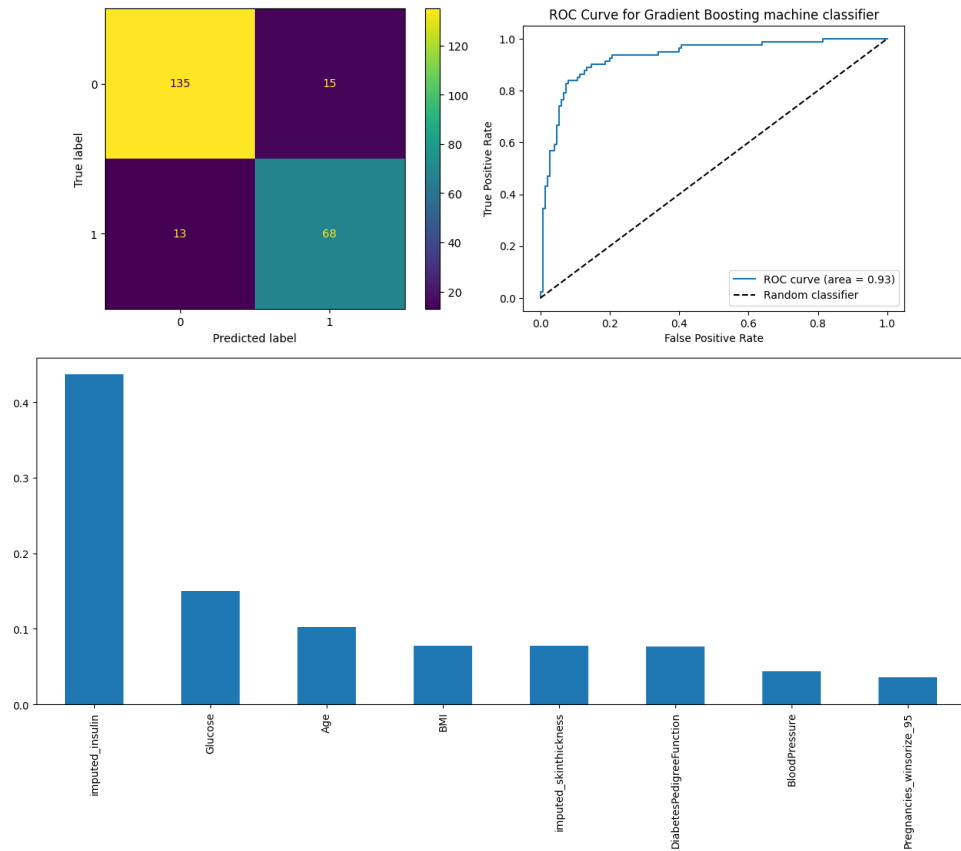 0
135
15
1
13
68
True label
0
1
Predicted label
120
100
80
60
40
20
ROC Curve for Gradient Boosting machine classifier
True Positive Rate
1.0
0.8
0.6
0.4
0.2
0.0
ROC curve (area = 0.93)
Random classifier
0.0
0.2
0.4
0.6
0.8
1.0
False Positive Rate
0.4
0.3
0.2
0.1
0.0
imputed_insulin
Glucose
Age
BMI
imputed_skinthickness
DiabetesPedigreeFunction
BloodPressure
Pregnancies_winsorize_95